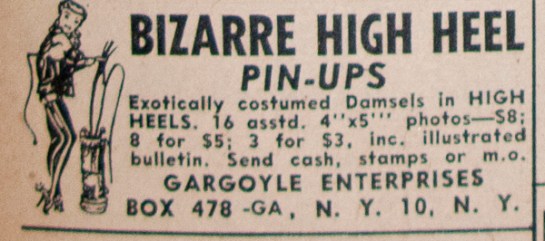 BIZARRE HIGH HEEL
PIN-UPS
Exotically costumed Damsels in HIGH
HEELS. 16 asstd. 4"x5"' photos—$8;
8 for $5; 3 for $3, inc. illustrated
bulletin. Send cash, stamps or m.o.
GARGOYLE ENTERPRISES
BOX 478 -GA, N. Y. 10, N. Y.